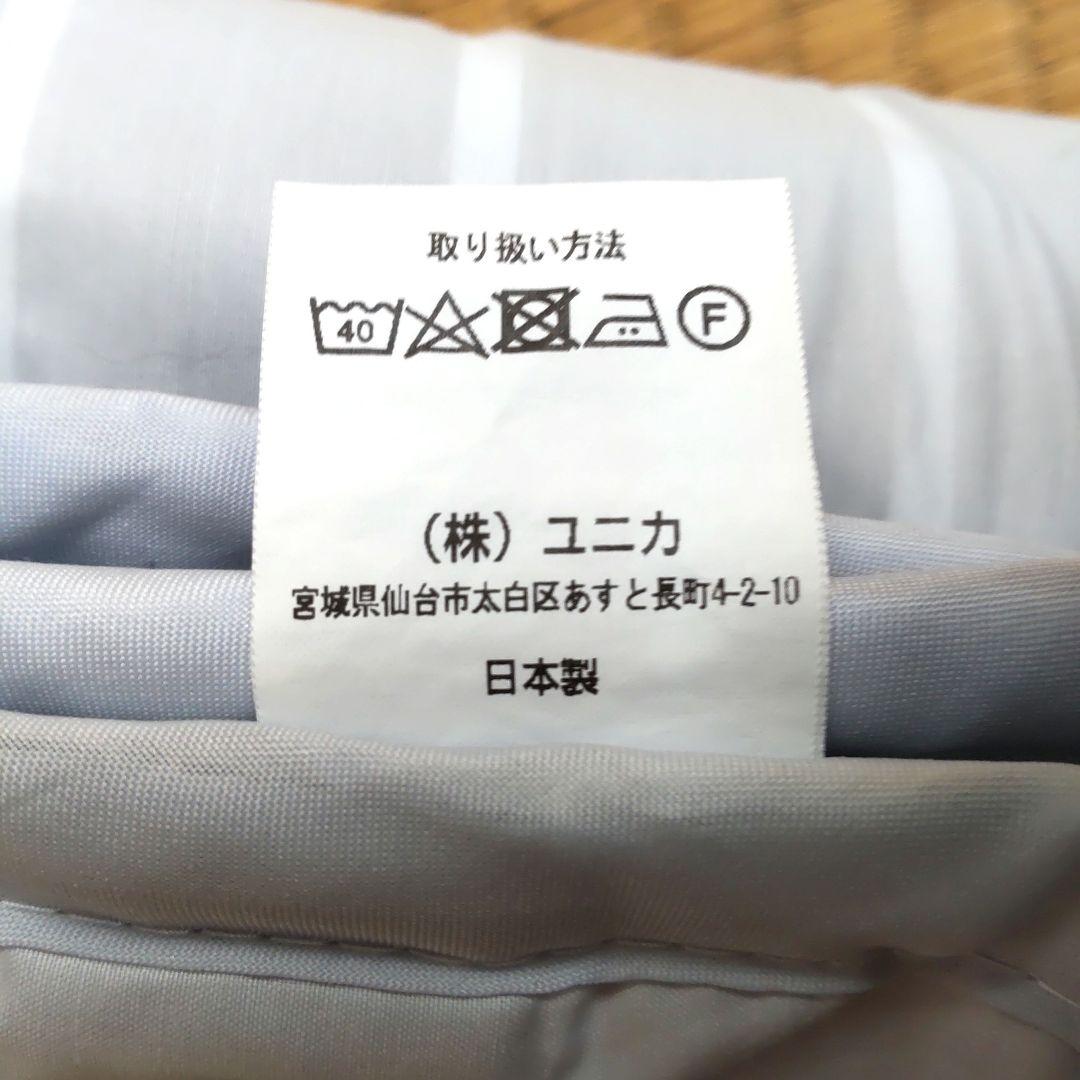 取り扱い方法
40 F
（株）ユニカ
宮城県仙台市太白区あすと長町4-2-10
日本製